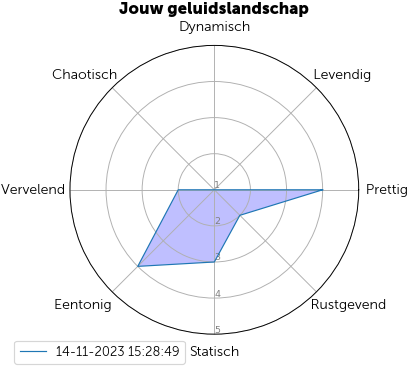 Jouw geluidslandschap
Dynamisch
Chaotisch
Levendig
Vervelend
1
Prettig
2
3
4
Eentonig
Rustgevend
5
14-11-2023 15:28:49
Statisch